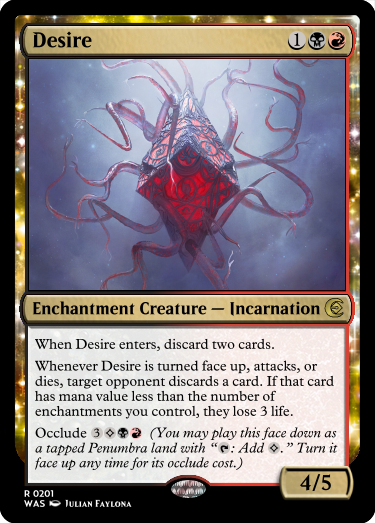 Desire 1
Enchantment Creature — Incarnation
When Desire enters, discard two cards.
Whenever Desire is turned face up, attacks, or
dies, target opponent discards a card. If that card
has mana value less than the number of
enchantments you control, they lose 3 life.
Occlude 3 (You may play this face down as
a tapped Penumbra land with “: Add .” Turn it
face up any time for its occlude cost.)
4/5
R 0201
WAS Julian Faylona